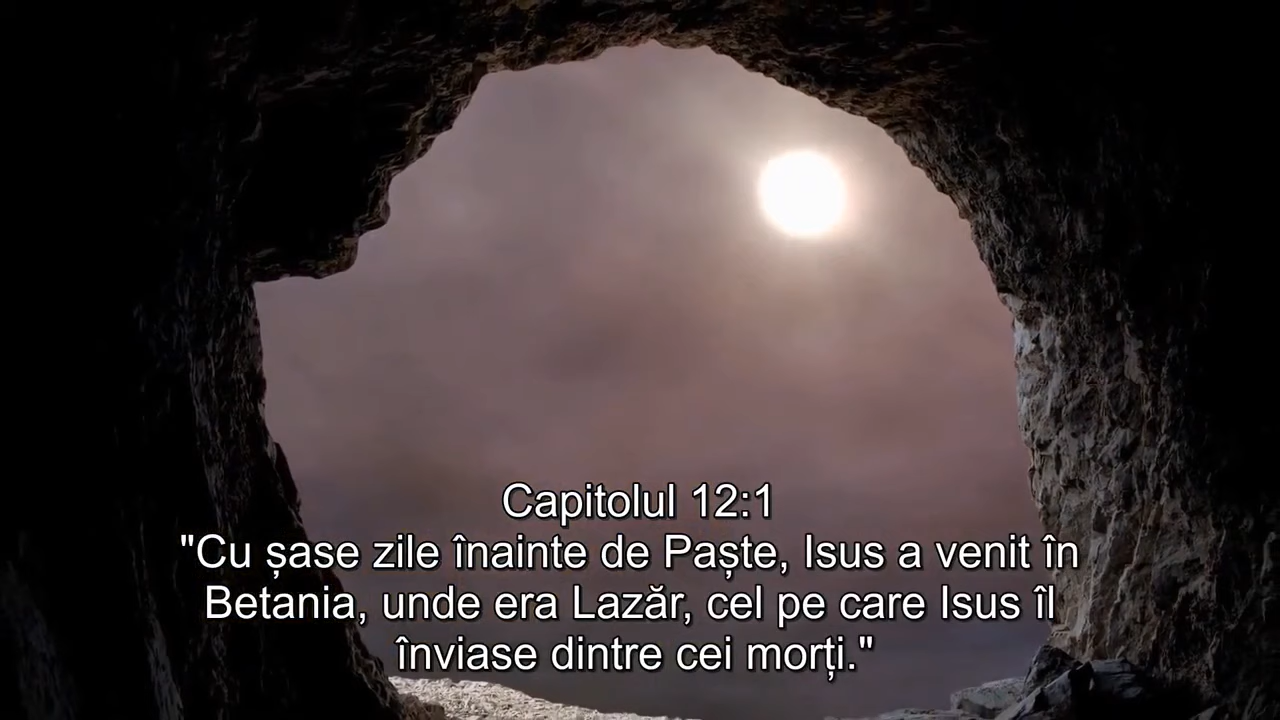 Capitolul 12:1
"Cu șase zile înainte de Paște, Isus a venit în
Betania, unde era Lazăr, cel pe care Isus îl
înviase dintre cei morți."